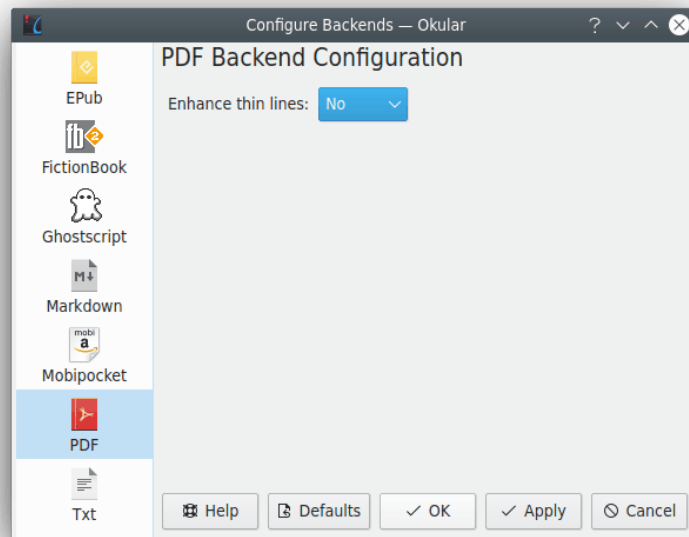 Configure Backends — Okular
EPub
fb2
FictionBook
Ghostscript
M
Markdown
mobi
a
Mobipocket
PDF
Txt
PDF Backend Configuration
Enhance thin lines: No
Help Defaults OK Apply Cancel